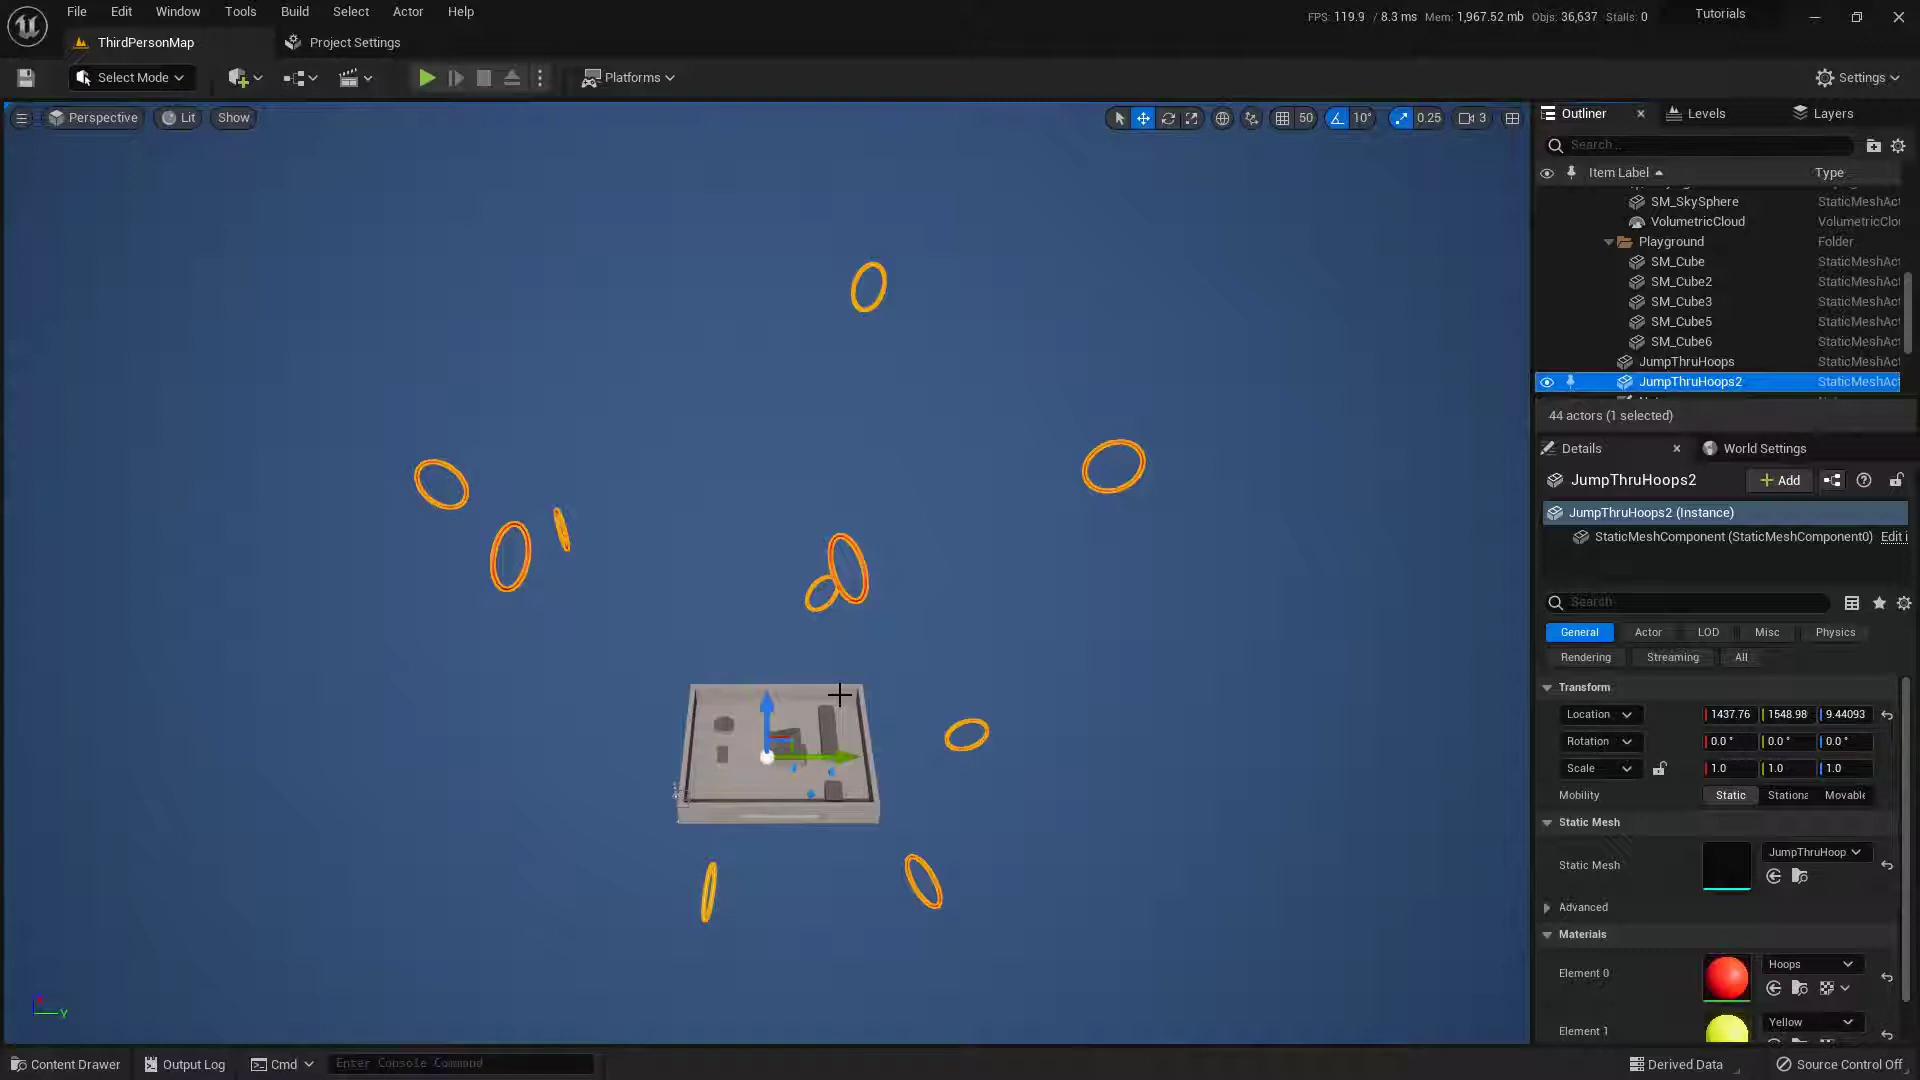 File Edit Window Tools Build Select Actor Help
FPS: 119.9 / 8.3 ms Mem: 1,967.52 mb Objs: 36,637 Stalls: 0
Tutorials
ThirdPersonMap
Project Settings
Select Mode
Platforms
Settings
Perspective
Lit
Show
50
10°
0.25
3
Outliner
Levels
Layers
Search...
Item Label
Type
SM_SkySphere StaticMeshAct
VolumetricCloud VolumetricClou
Playground Folder
SM_Cube StaticMeshAct
SM_Cube2 StaticMeshAct
SM_Cube3 StaticMeshAct
SM_Cube5 StaticMeshAct
SM_Cube6 StaticMeshAct
JumpThruHoops StaticMeshAct
JumpThruHoops2 StaticMeshAct
44 actors (1 selected)
Details
World Settings
JumpThruHoops2
Add
JumpThruHoops2 (Instance)
StaticMeshComponent (StaticMeshComponent0) Edit i
Search
General Actor LOD Misc Physics
Rendering Streaming All
Transform
Location 1437.76 1548.98 9.44093
Rotation 0.0 ° 0.0 ° 0.0 °
Scale 1.0 1.0 1.0
Mobility Static Stationa Movable
Static Mesh
Static Mesh JumpThruHoop
Advanced
Materials
Element 0 Hoops
Element 1 Yellow
Y
Content Drawer
Output Log
Cmd
Enter Console Command
Derived Data
Source Control Off